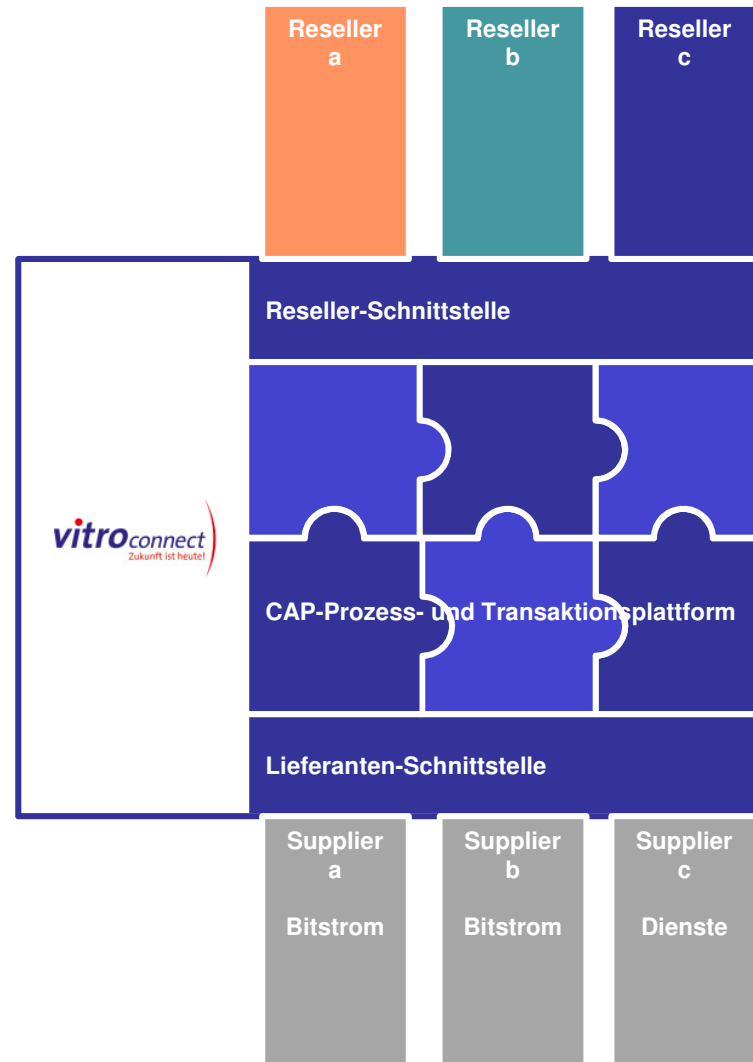 Reseller
a
Reseller
b
Reseller
c
Reseller-Schnittstelle
vitroconnect
Zukunft ist heute!
CAP-Prozess- und Transaktionsplattform
Lieferanten-Schnittstelle
Supplier
a
Bitstrom
Supplier
b
Bitstrom
Supplier
c
Dienste